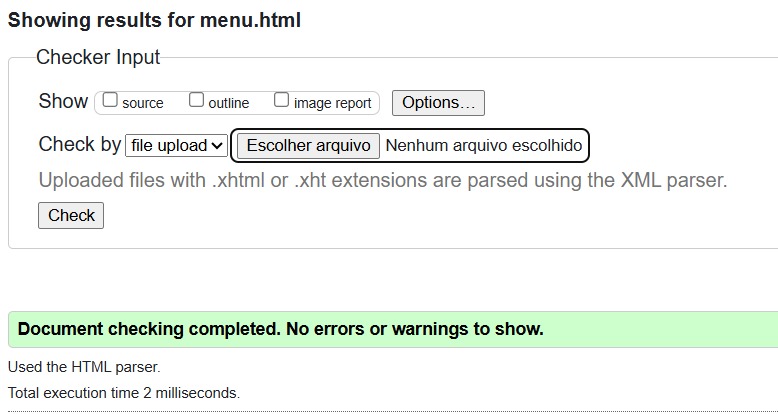 Showing results for menu.html
Checker Input
Show source outline image report Options...
Check by file upload Escolher arquivo Nenhum arquivo escolhido
Uploaded files with .xhtml or .xht extensions are parsed using the XML parser.
Check
Document checking completed. No errors or warnings to show.
Used the HTML parser.
Total execution time 2 milliseconds.